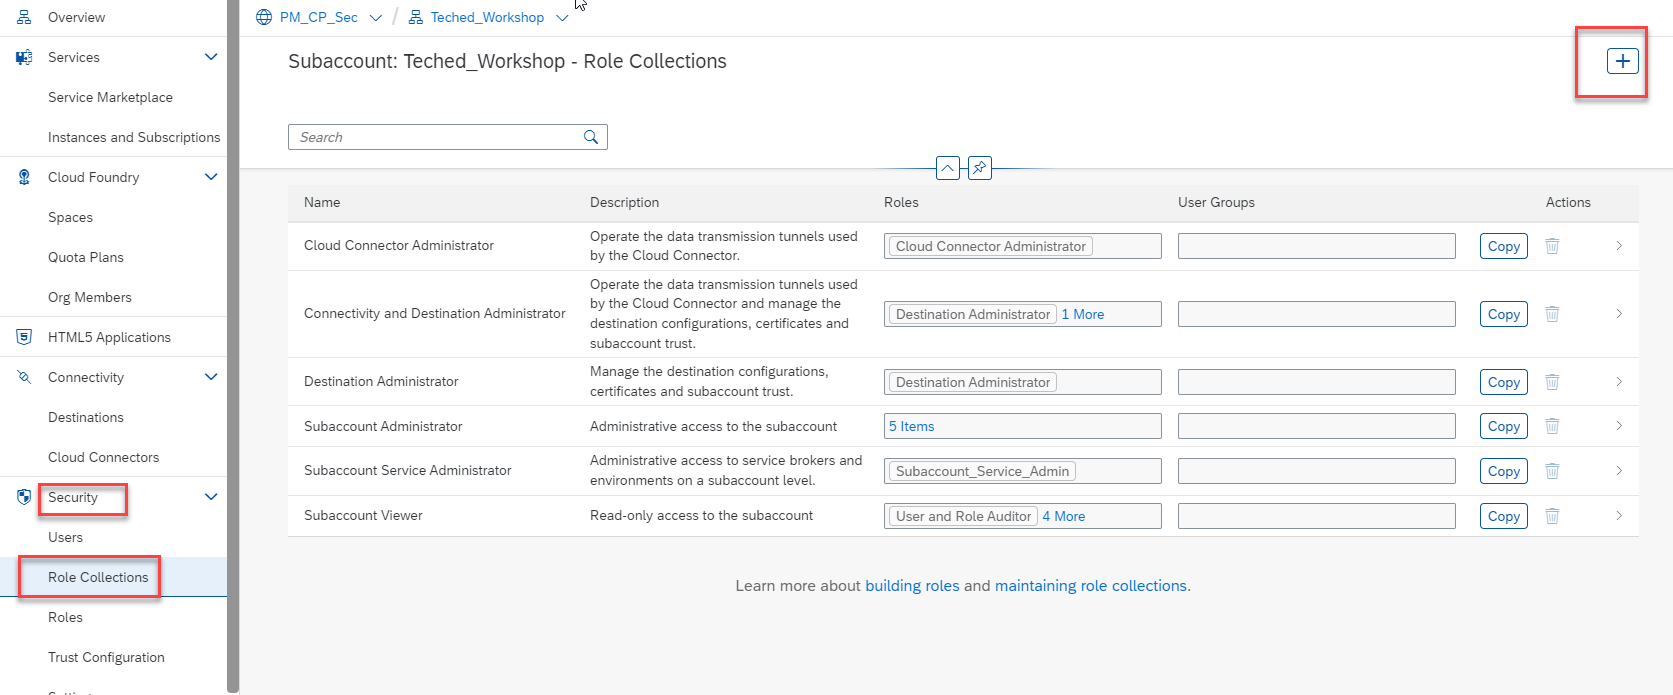 Overview
Services
Service Marketplace
Instances and Subscriptions
Cloud Foundry
Spaces
Quota Plans
Org Members
HTML5 Applications
Connectivity
Destinations
Cloud Connectors
Security
Users
Role Collections
Roles
Trust Configuration
PM_CP_Sec / Teched_Workshop
Subaccount: Teched_Workshop - Role Collections
Search
Name Description Roles User Groups Actions
Cloud Connector Administrator
Operate the data transmission tunnels used
by the Cloud Connector.
Cloud Connector Administrator
Copy
Connectivity and Destination Administrator
Operate the data transmission tunnels used
by the Cloud Connector and manage the
destination configurations, certificates and
subaccount trust.
Destination Administrator 1 More
Copy
Destination Administrator
Manage the destination configurations,
certificates and subaccount trust.
Destination Administrator
Copy
Subaccount Administrator
Administrative access to the subaccount
5 Items
Copy
Subaccount Service Administrator
Administrative access to service brokers and
environments on a subaccount level.
Subaccount_Service_Admin
Copy
Subaccount Viewer
Read-only access to the subaccount
User and Role Auditor 4 More
Copy
Learn more about building roles and maintaining role collections.